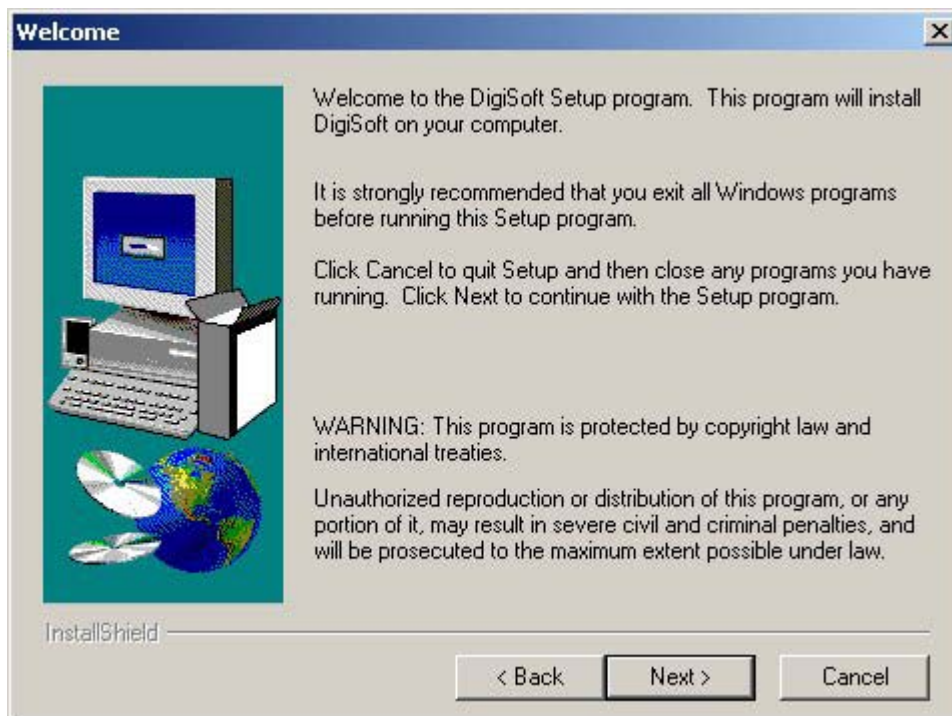 Welcome
Welcome to the DigiSoft Setup program. This program will install
DigiSoft on your computer.
It is strongly recommended that you exit all Windows programs
before running this Setup program.
Click Cancel to quit Setup and then close any programs you have
running. Click Next to continue with the Setup program.
WARNING: This program is protected by copyright law and
international treaties.
Unauthorized reproduction or distribution of this program, or any
portion of it, may result in severe civil and criminal penalties, and
will be prosecuted to the maximum extent possible under law.
InstallShield
< Back
Next >
Cancel